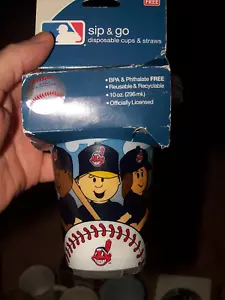 FREE
sip & go
disposable cups & straws
• BPA & Phthalate FREE
• Reusable & Recyclable
• 10 oz. (296 mL)
• Officially Licensed